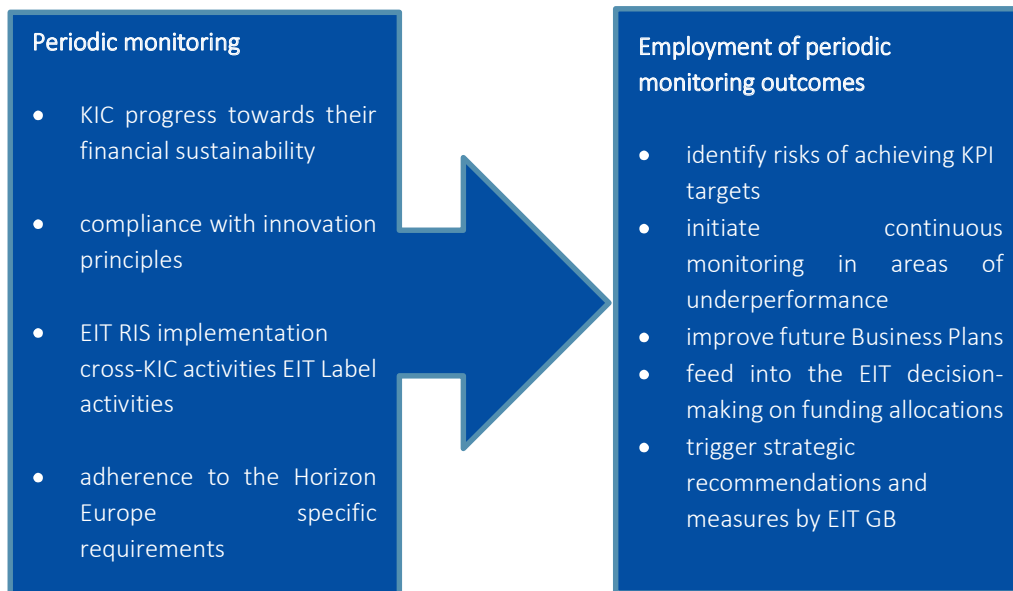 Periodic monitoring
• KIC progress towards their
financial sustainability
• compliance with innovation
principles
• EIT RIS implementation
cross-KIC activities EIT Label
activities
• adherence to the Horizon
Europe specific
requirements
Employment of periodic
monitoring outcomes
• identify risks of achieving KPI
targets
• initiate continuous
monitoring in areas of
underperformance
• improve future Business Plans
• feed into the EIT decision-
making on funding allocations
• trigger strategic
recommendations and
measures by EIT GB